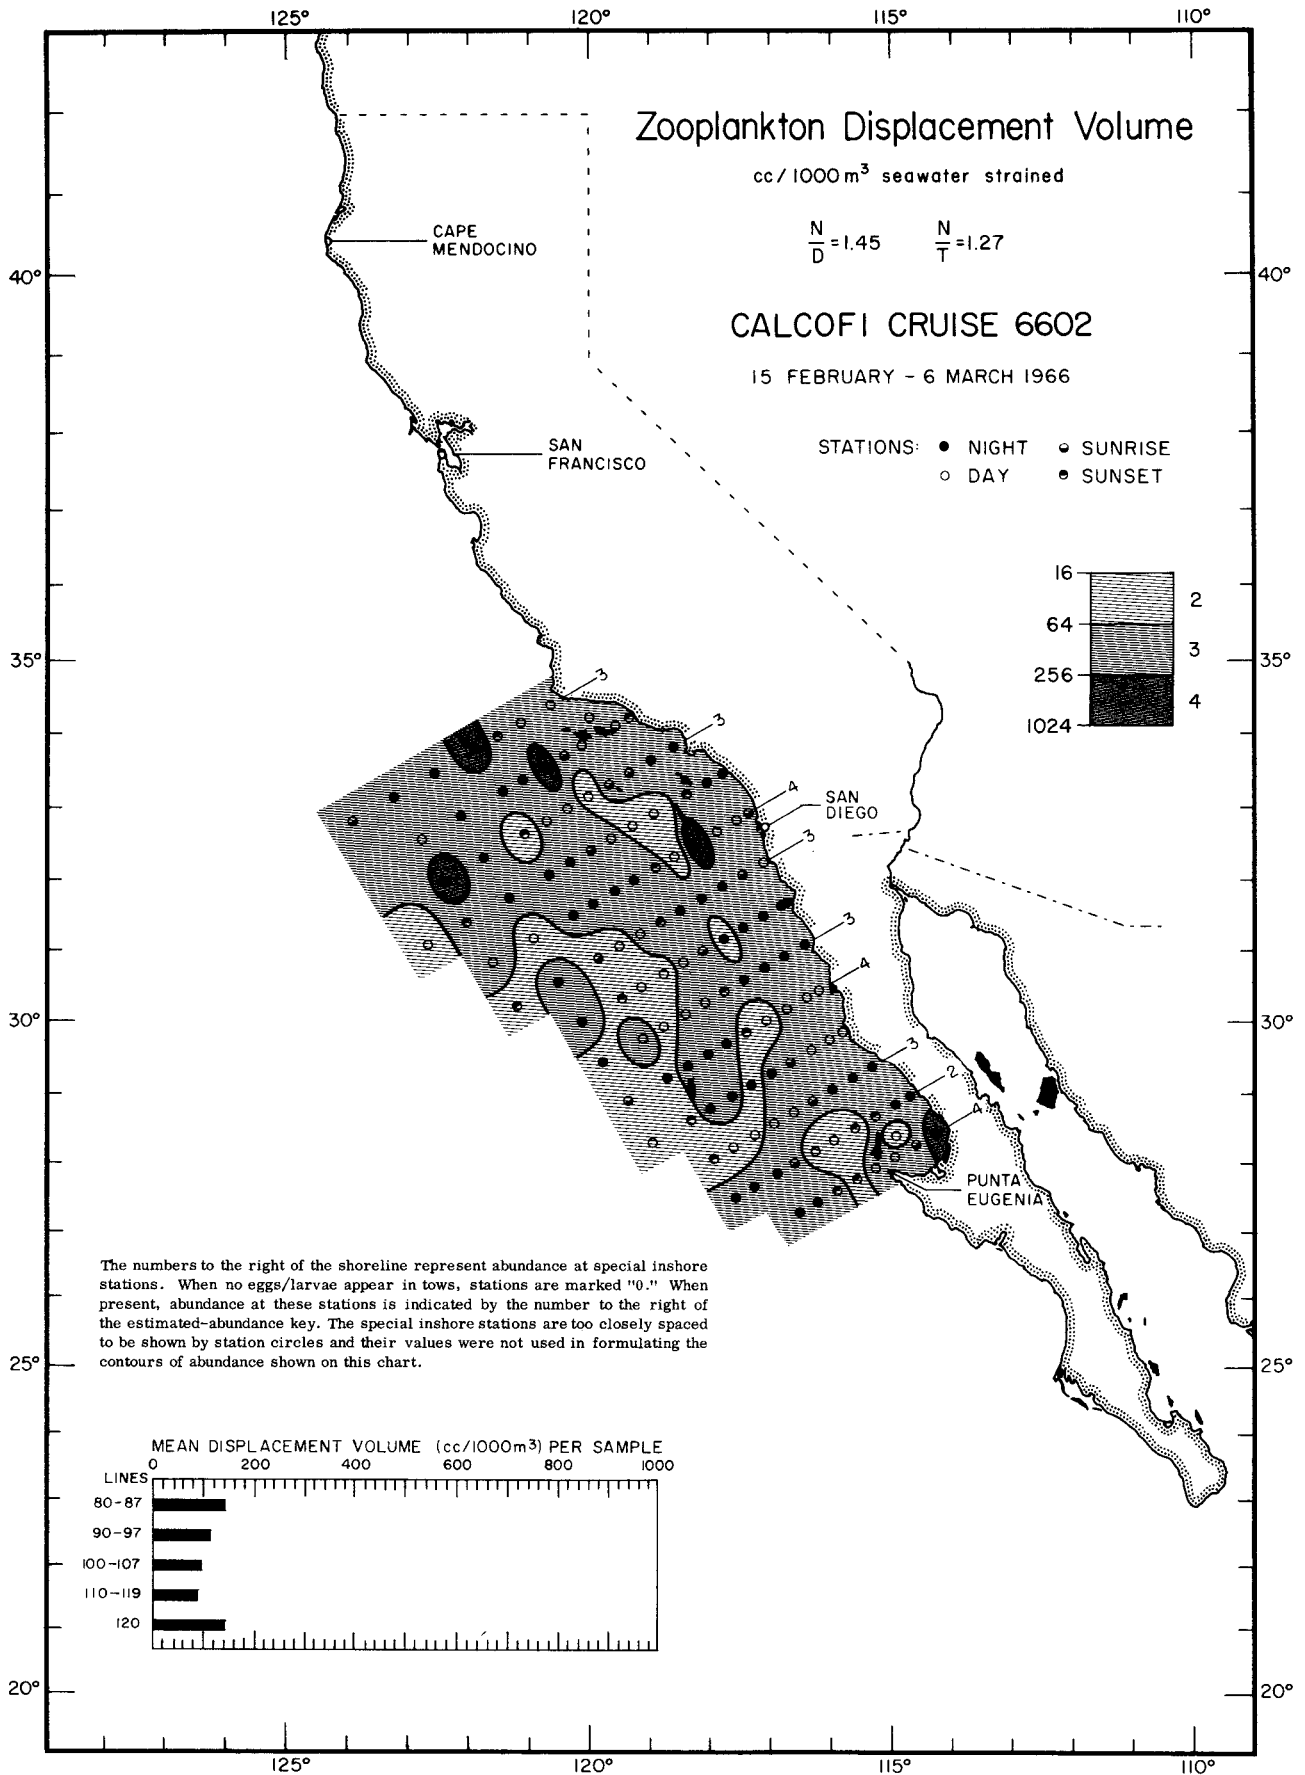 125° 120° 115° 110°
Zooplankton Displacement Volume
cc/1000m³ seawater strained
N/D =1.45 N/T =1.27
CAPE
MENDOCINO
40° 40°
CALCOFI CRUISE 6602
15 FEBRUARY – 6 MARCH 1966
STATIONS: ● NIGHT ◒ SUNRISE
○ DAY ◓ SUNSET
SAN
FRANCISCO
16
2
64
3
256
4
1024
35° 35°
3
3
4
SAN
DIEGO
3
3
4
30° 30°
3
2
4
PUNTA
EUGENIA
The numbers to the right of the shoreline represent abundance at special inshore
stations. When no eggs/larvae appear in tows, stations are marked "0." When
present, abundance at these stations is indicated by the number to the right of
the estimated-abundance key. The special inshore stations are too closely spaced
to be shown by station circles and their values were not used in formulating the
contours of abundance shown on this chart.
25° 25°
MEAN DISPLACEMENT VOLUME (cc/1000m³) PER SAMPLE
0 200 400 600 800 1000
LINES
80-87
90-97
100-107
110-119
120
20° 20°
125° 120° 115° 110°